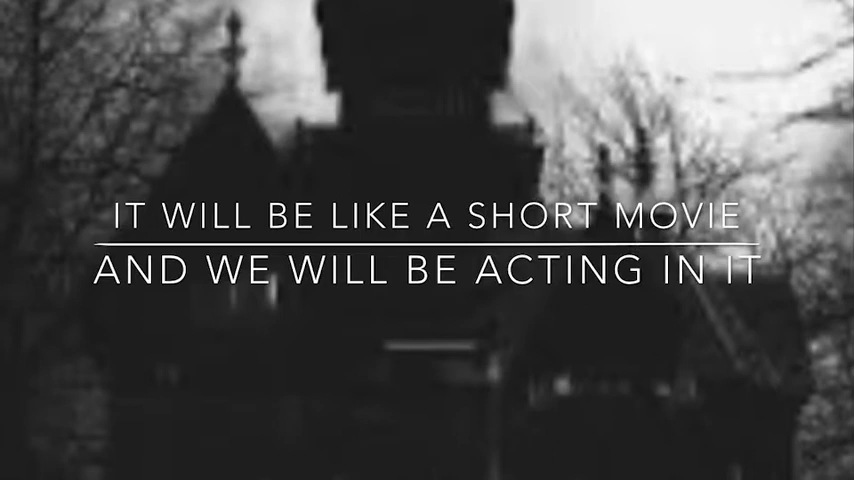 IT WILL BE LIKE A SHORT MOVIE
AND WE WILL BE ACTING IN IT